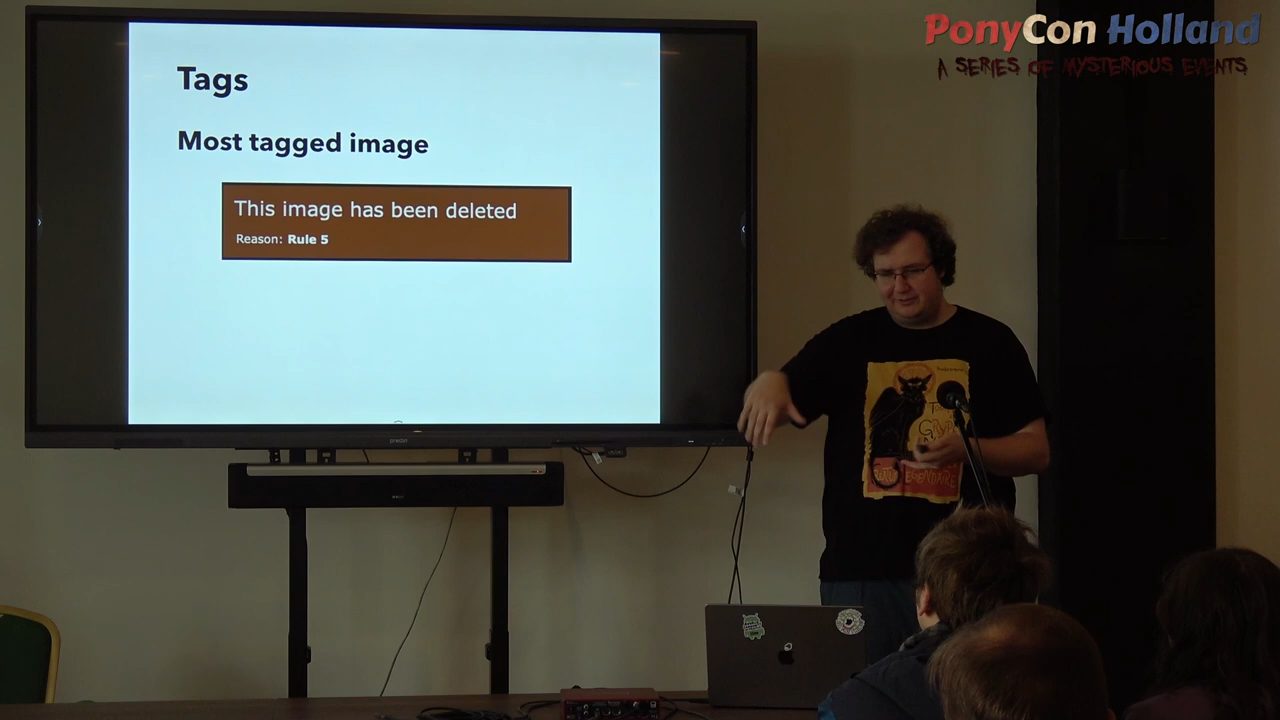 PonyCon Holland
A SERIES OF MYSTERIOUS EVENTS
Tags
Most tagged image
This image has been deleted
Reason: Rule 5